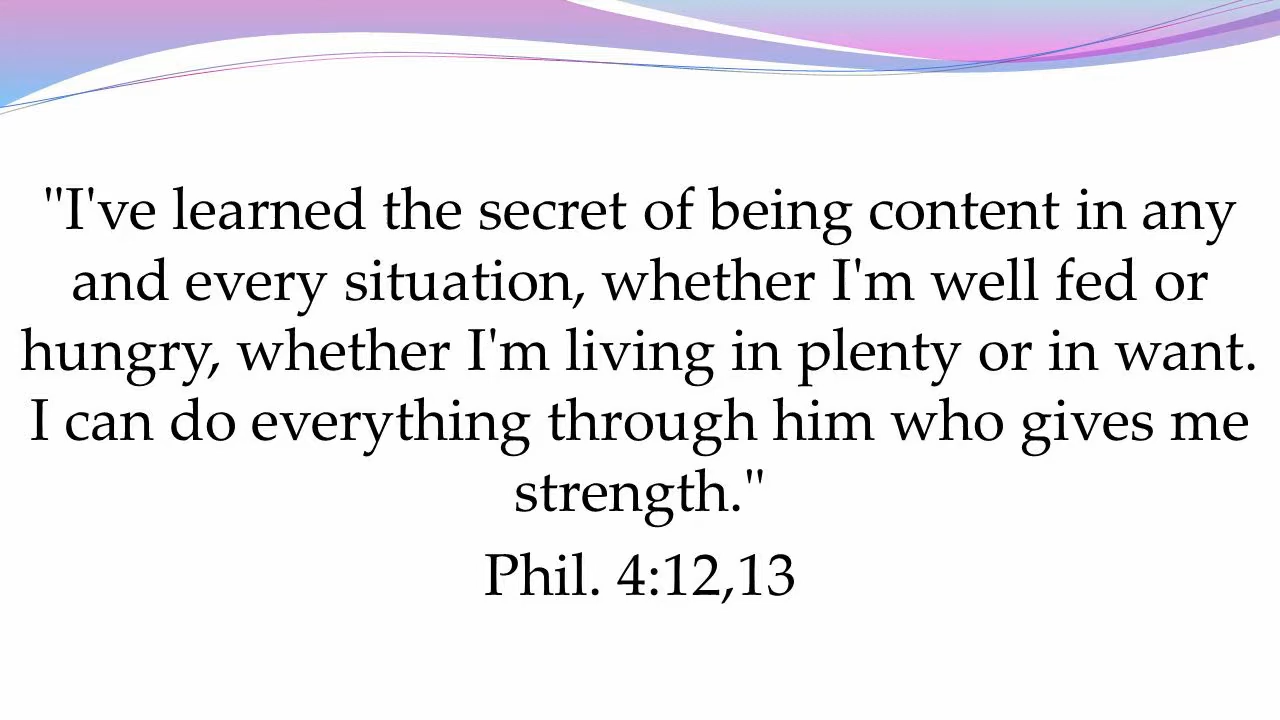 "I've learned the secret of being content in any
and every situation, whether I'm well fed or
hungry, whether I'm living in plenty or in want.
I can do everything through him who gives me
strength."
Phil. 4:12,13